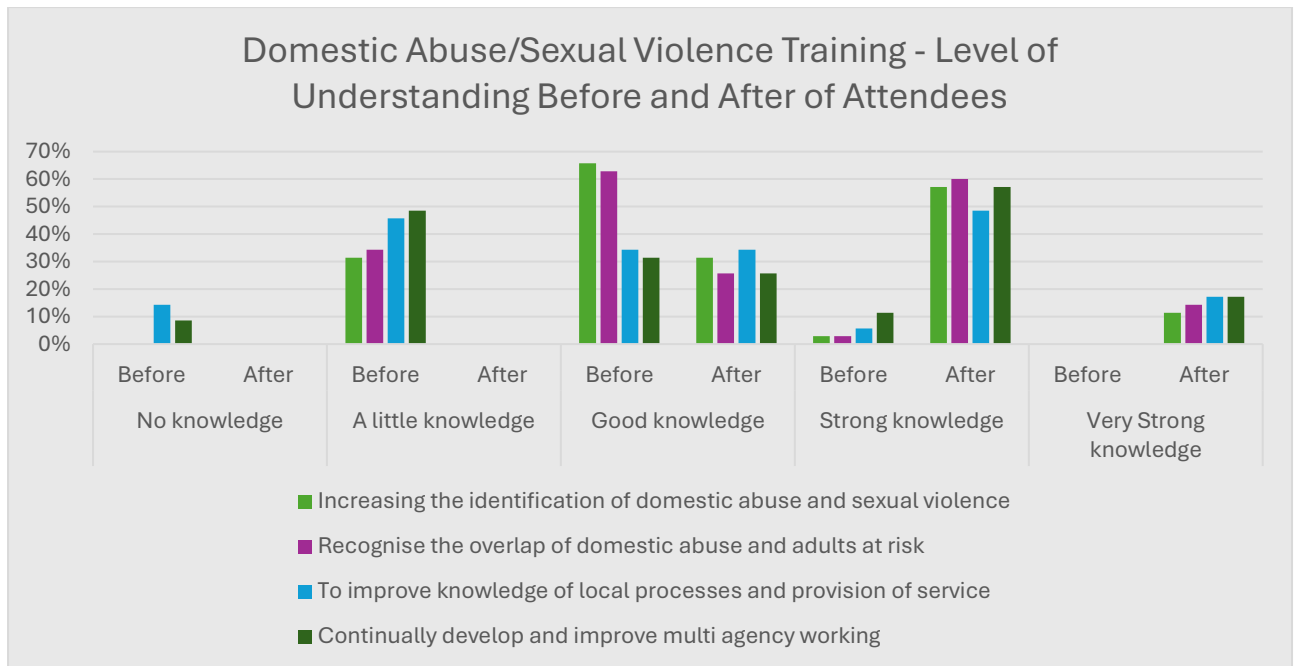 Domestic Abuse/Sexual Violence Training - Level of
Understanding Before and After of Attendees
70%
60%
50%
40%
30%
20%
10%
0%
Before After Before After Before After Before After Before After
No knowledge A little knowledge Good knowledge Strong knowledge Very Strong
knowledge
Increasing the identification of domestic abuse and sexual violence
Recognise the overlap of domestic abuse and adults at risk
To improve knowledge of local processes and provision of service
Continually develop and improve multi agency working